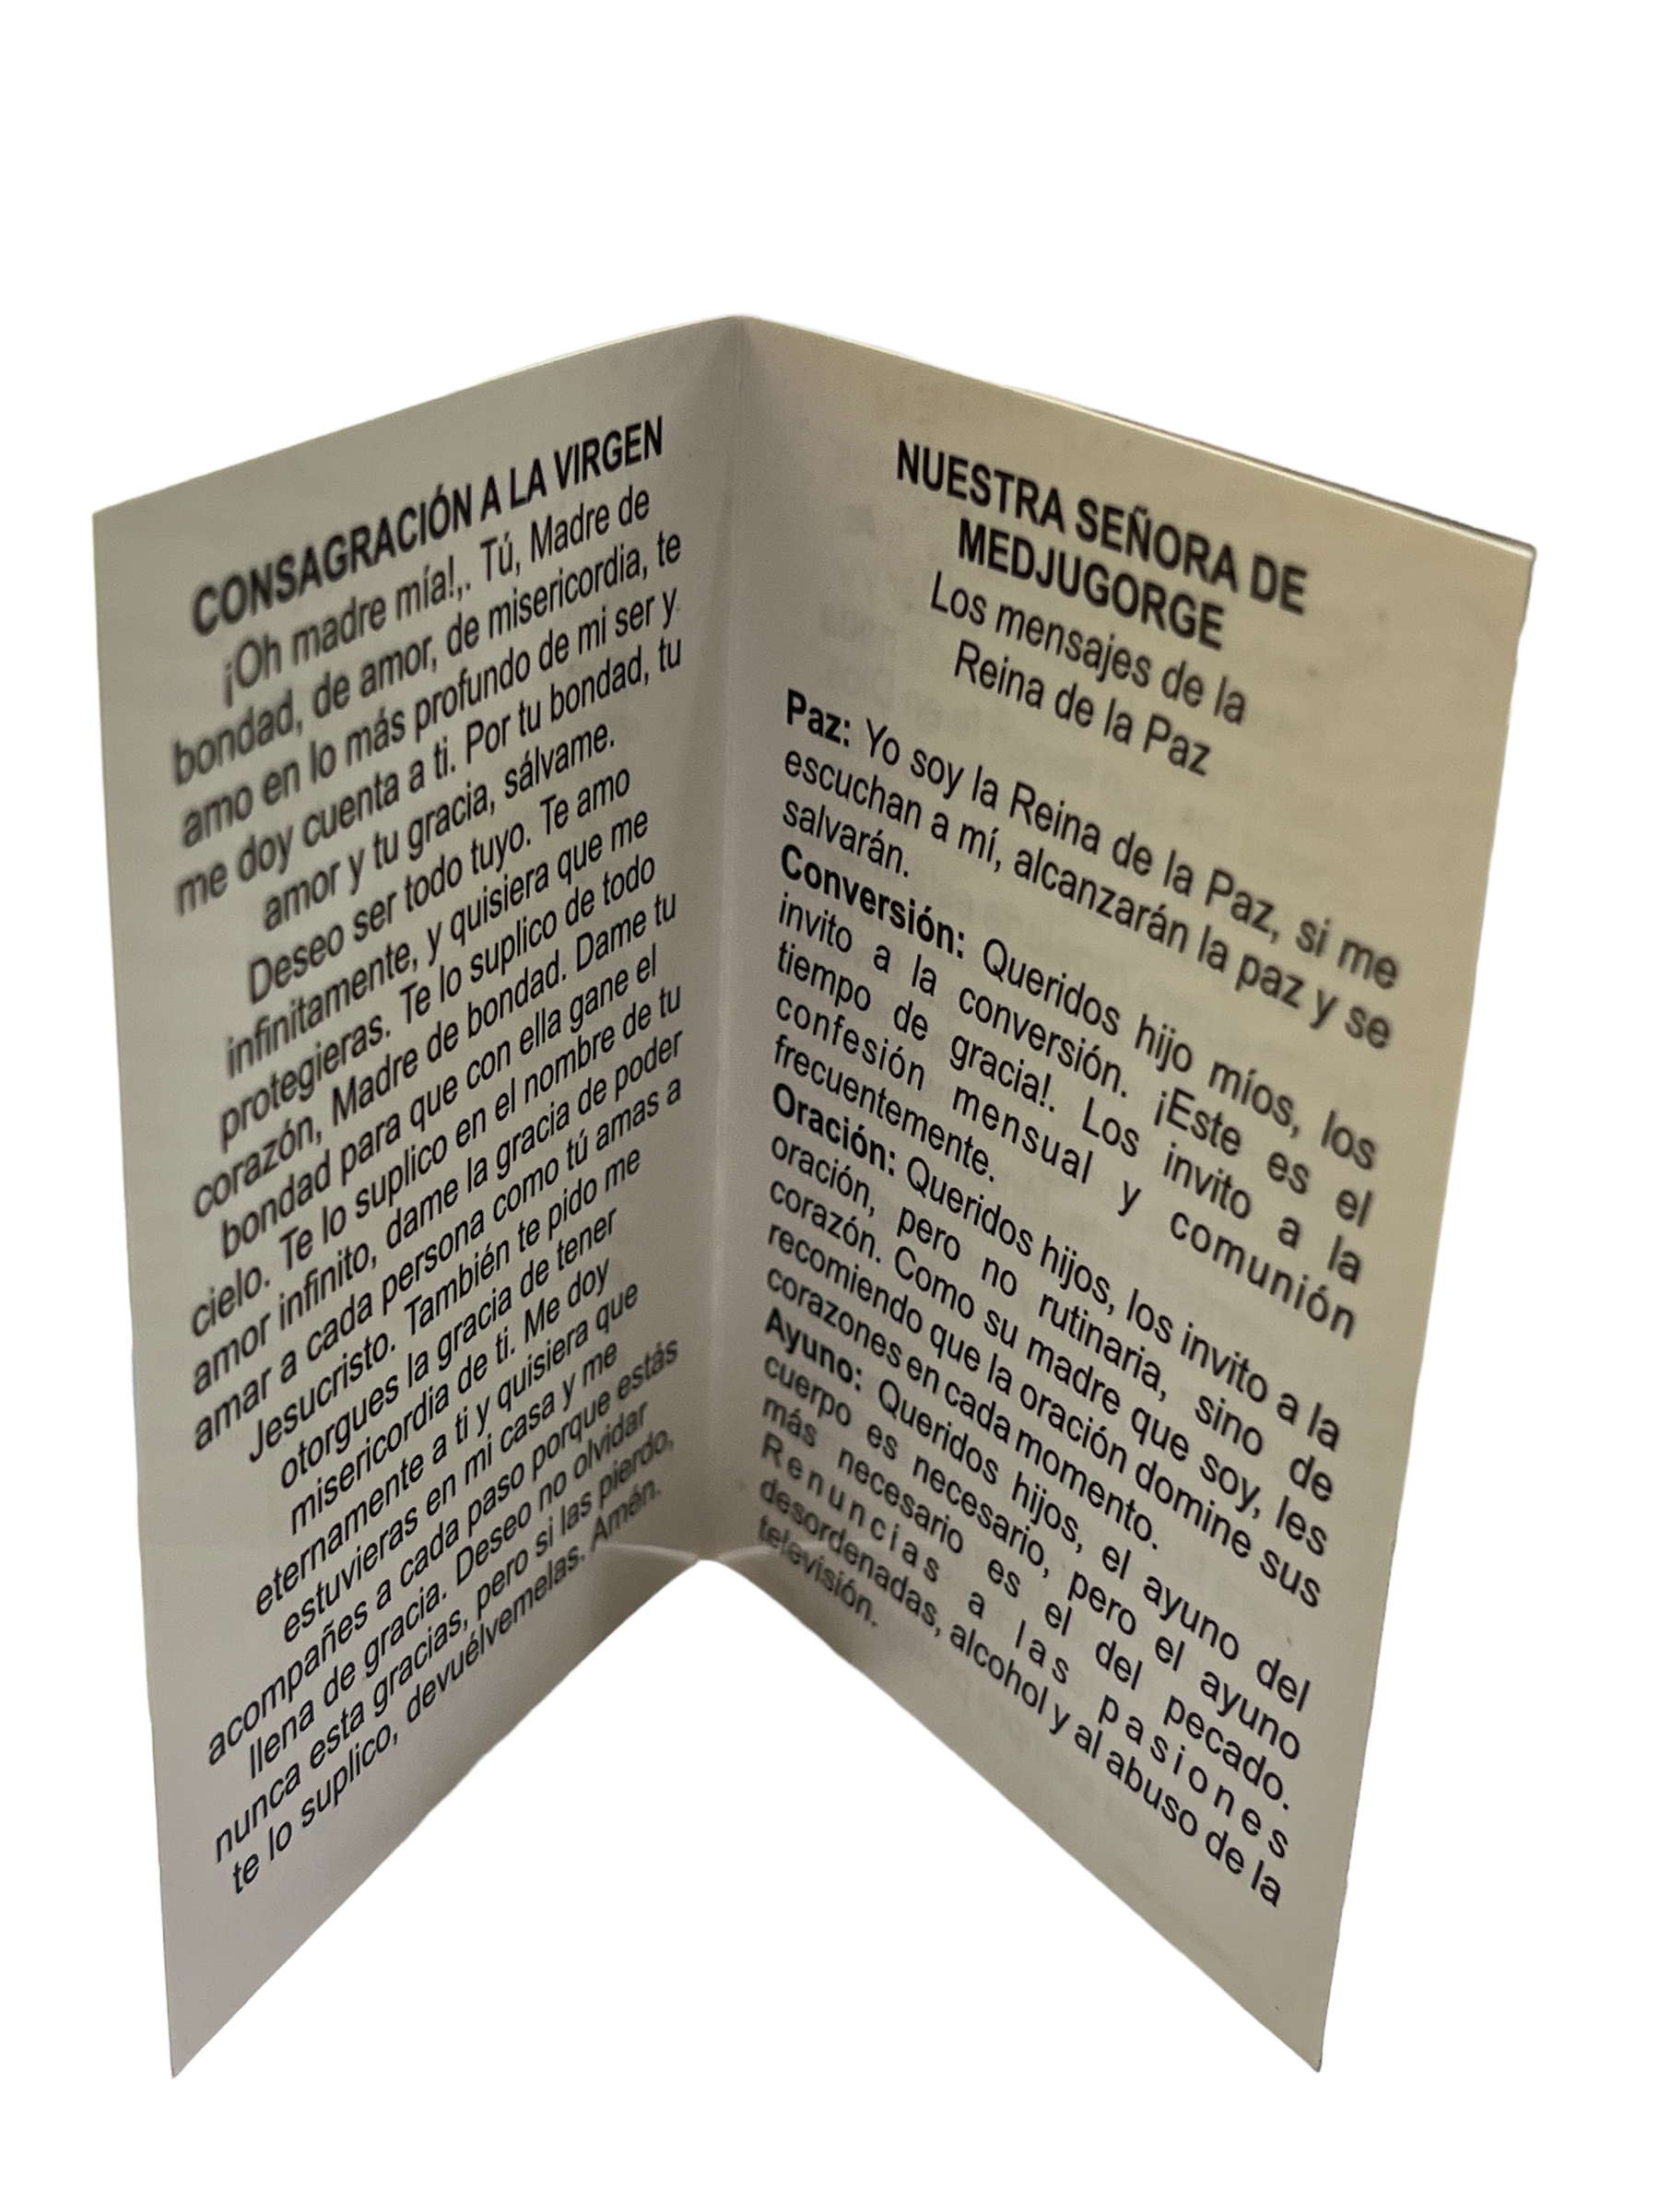 CONSAGRACIÓN A LA VIRGEN
¡Oh madre mía!,. Tú, Madre de
bondad, de amor, de misericordia, te
amo en lo más profundo de mi ser y
me doy cuenta a ti. Por tu bondad, tu
amor y tu gracia, sálvame.
Deseo ser todo tuyo. Te amo
infinitamente, y quisiera que me
protegieras. Te lo suplico de todo
corazón, Madre de bondad. Dame tu
bondad para que con ella gane el
cielo. Te lo suplico en el nombre de tu
amor infinito, dame la gracia de poder
amar a cada persona como tú amas a
Jesucristo. También te pido me
otorgues la gracia de tener
misericordia de ti. Me doy
eternamente a ti y quisiera que
estuvieras en mi casa y me
acompañes a cada paso porque estás
llena de gracia. Deseo no olvidar
nunca esta gracias, pero si las pierdo,
te lo suplico, devuélvemelas. Amén.
NUESTRA SEÑORA DE
MEDJUGORGE
Los mensajes de la
Reina de la Paz
Paz: Yo soy la Reina de la Paz, si me
escuchan a mí, alcanzarán la paz y se
salvarán.
Conversión: Queridos hijo míos, los
invito a la conversión. ¡Este es el
tiempo de gracia!. Los invito a la
confesión mensual y comunión
frecuentemente.
Oración: Queridos hijos, los invito a la
oración, pero no rutinaria, sino de
corazón. Como su madre que soy, les
recomiendo que la oración domine sus
corazones en cada momento.
Ayuno: Queridos hijos, el ayuno del
cuerpo es necesario, pero el ayuno
más necesario es el del pecado.
Renuncias a las pasiones
desordenadas, alcohol y al abuso de la
televisión.